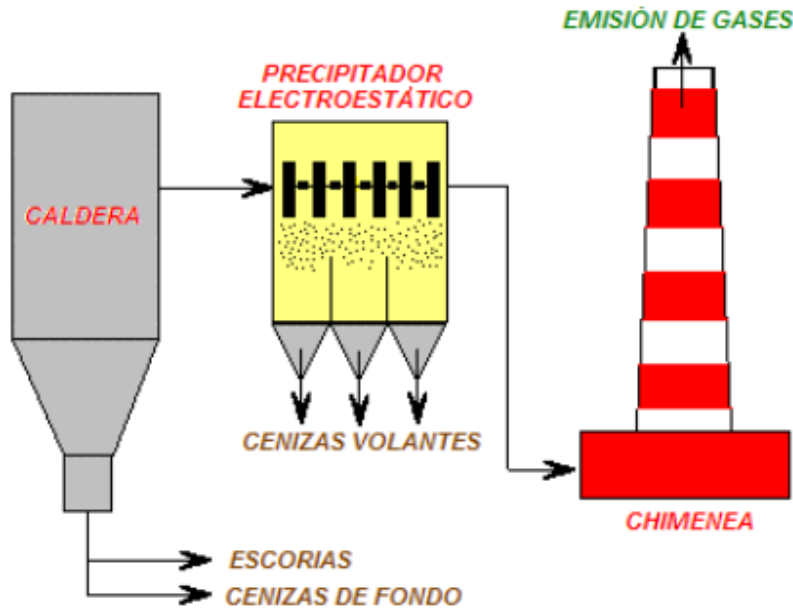 EMISIÓN DE GASES
PRECIPITADOR
ELECTROESTÁTICO
CALDERA
CENIZAS VOLANTES
CHIMENEA
ESCORIAS
CENIZAS DE FONDO